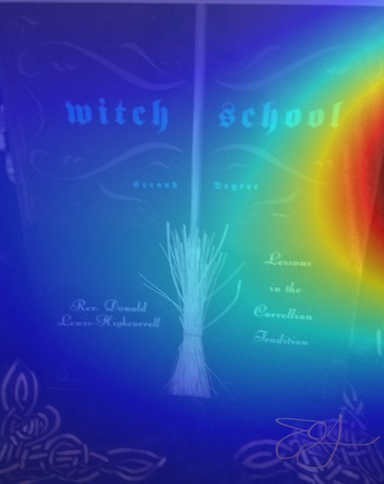 witch school
Second Degree
Lessons
in the
Correllian
Tradition
Rev. Donald
Lewis-Highcorrell